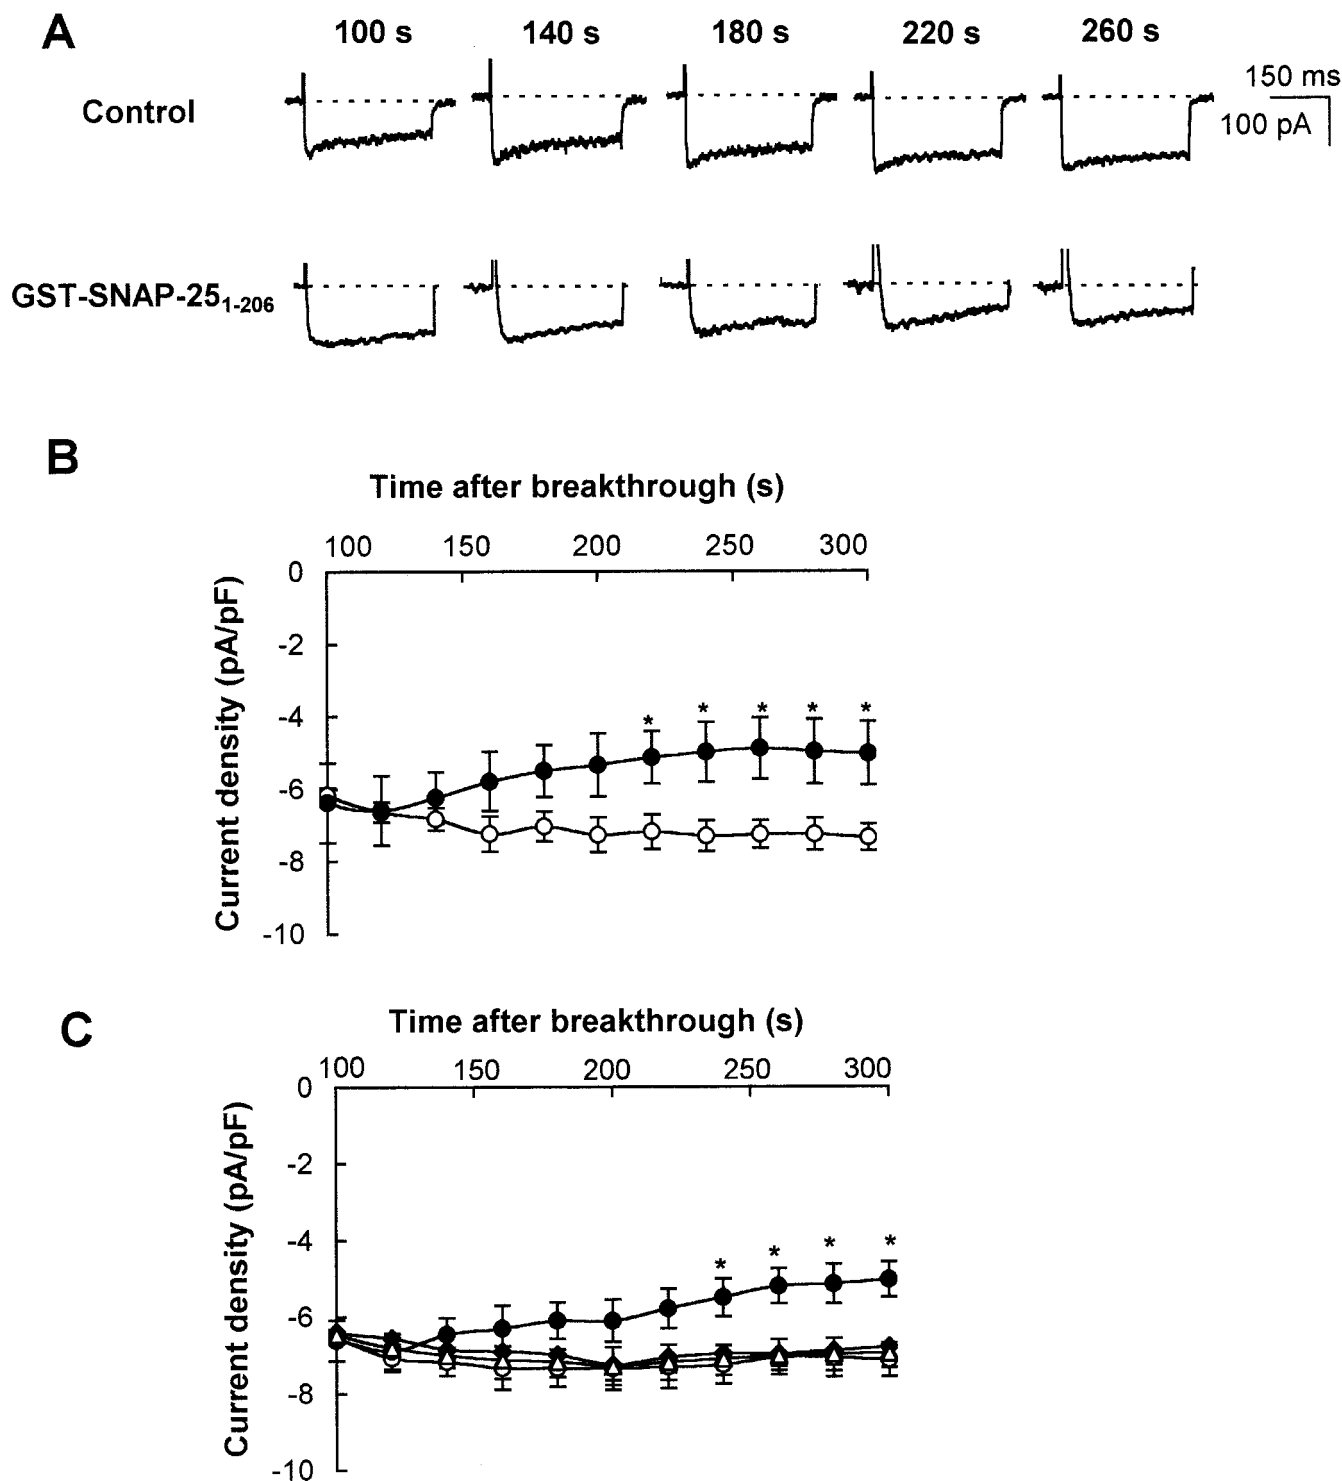 A
100 s 140 s 180 s 220 s 260 s
Control
150 ms
100 pA
GST-SNAP-25₁₋₂₀₆
B
Time after breakthrough (s)
100 150 200 250 300
Current density (pA/pF)
0
-2
-4
* * * * *
-6
-8
-10
C
Time after breakthrough (s)
100 150 200 250 300
Current density (pA/pF)
0
-2
-4
* * * *
-6
-8
-10